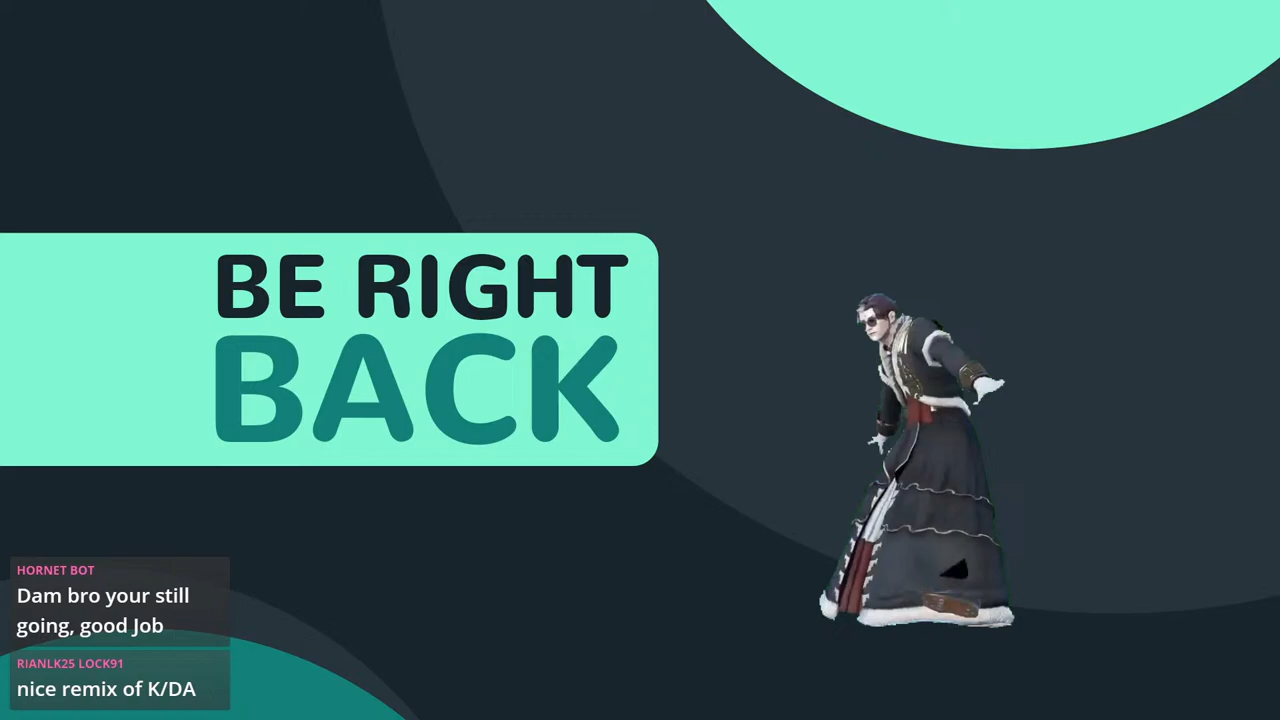 BE RIGHT
BACK
HORNET BOT
Dam bro your still
going, good Job
RIANLK25 LOCK91
nice remix of K/DA